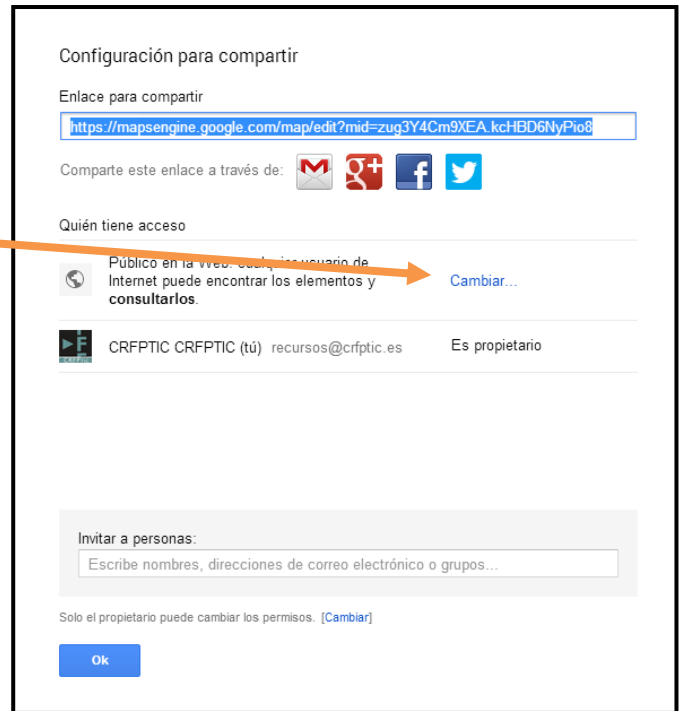 Configuración para compartir
Enlace para compartir
https://mapsengine.google.com/map/edit?mid=zug3Y4Cm9XEA.kcHBD6NyPio8
Comparte este enlace a través de:
Quién tiene acceso
Público en la Web: cualquier usuario de
Internet puede encontrar los elementos y
consultarlos.
Cambiar...
CRFPTIC CRFPTIC (tú) recursos@crfptic.es
Es propietario
Invitar a personas:
Escribe nombres, direcciones de correo electrónico o grupos...
Solo el propietario puede cambiar los permisos. [Cambiar]
Ok